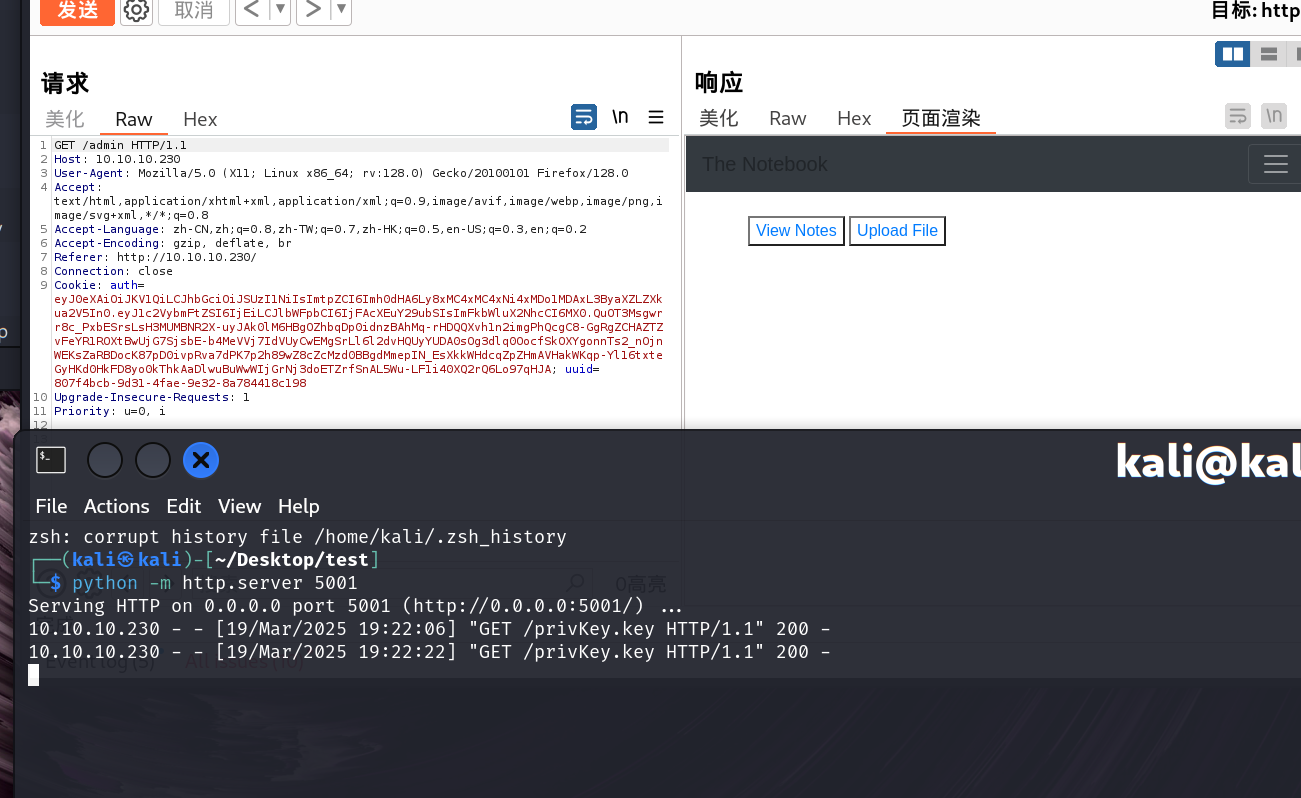 发送 取消 < ▼ > ▼ 目标: http
请求
美化 Raw Hex \n
1 GET /admin HTTP/1.1
2 Host: 10.10.10.230
3 User-Agent: Mozilla/5.0 (X11; Linux x86_64; rv:128.0) Gecko/20100101 Firefox/128.0
4 Accept:
text/html,application/xhtml+xml,application/xml;q=0.9,image/avif,image/webp,image/png,i
mage/svg+xml,*/*;q=0.8
5 Accept-Language: zh-CN,zh;q=0.8,zh-TW;q=0.7,zh-HK;q=0.5,en-US;q=0.3,en;q=0.2
6 Accept-Encoding: gzip, deflate, br
7 Referer: http://10.10.10.230/
8 Connection: close
9 Cookie: auth=
uuid=
807f4bcb-9d31-4fae-9e32-8a784418c198
10 Upgrade-Insecure-Requests: 1
11 Priority: u=0, i
12
响应
美化 Raw Hex 页面渲染 \n
The Notebook
View Notes Upload File
kali@kal
File Actions Edit View Help
zsh: corrupt history file /home/kali/.zsh_history
┌──(kali㉿kali)-[~/Desktop/test]
└─$ python -m http.server 5001
0高亮
Serving HTTP on 0.0.0.0 port 5001 (http://0.0.0.0:5001/) ...
10.10.10.230 - - [19/Mar/2025 19:22:06] "GET /privKey.key HTTP/1.1" 200 -
10.10.10.230 - - [19/Mar/2025 19:22:22] "GET /privKey.key HTTP/1.1" 200 -
Event log All issues